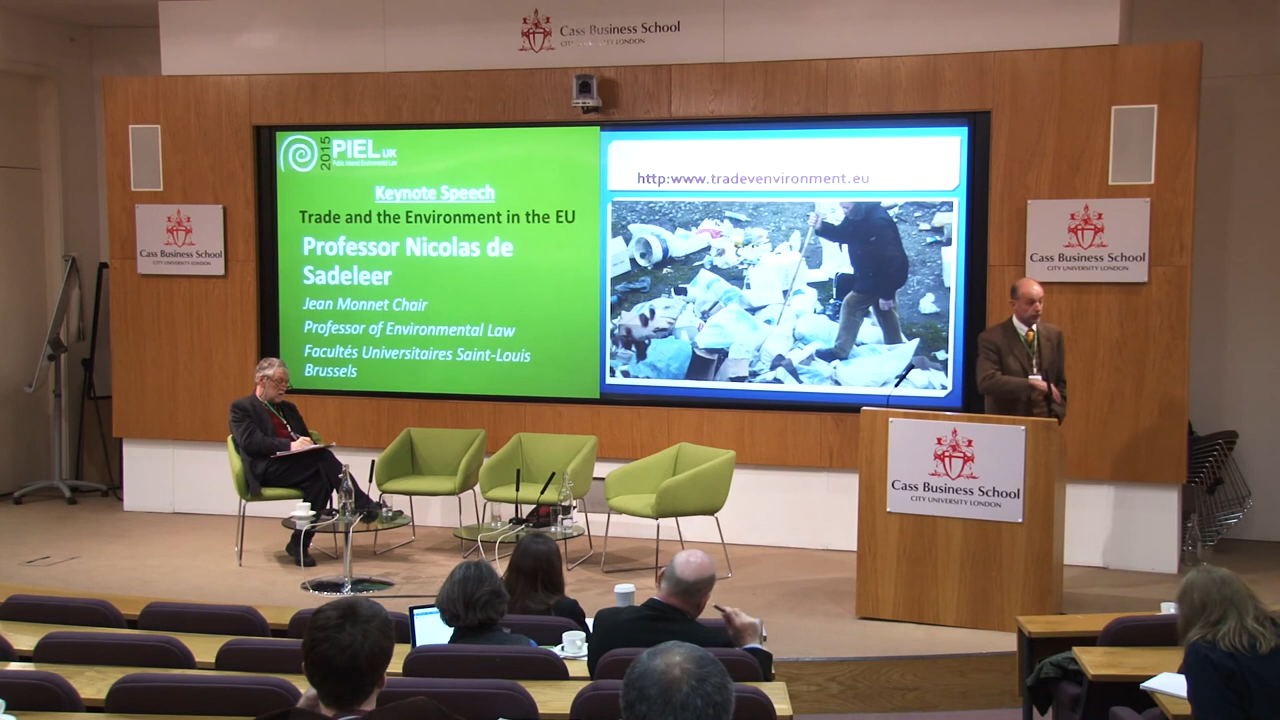 Cass Business School
CITY UNIVERSITY LONDON
2015
PIEL UK
Public Interest Environmental Law
Keynote Speech
Trade and the Environment in the EU
Professor Nicolas de
Sadeleer
Jean Monnet Chair
Professor of Environmental Law
Facultés Universitaires Saint-Louis
Brussels
http:www.tradevenvironment.eu
Cass Business School
CITY UNIVERSITY LONDON
Cass Business School
CITY UNIVERSITY LONDON
Cass Business School
CITY UNIVERSITY LONDON